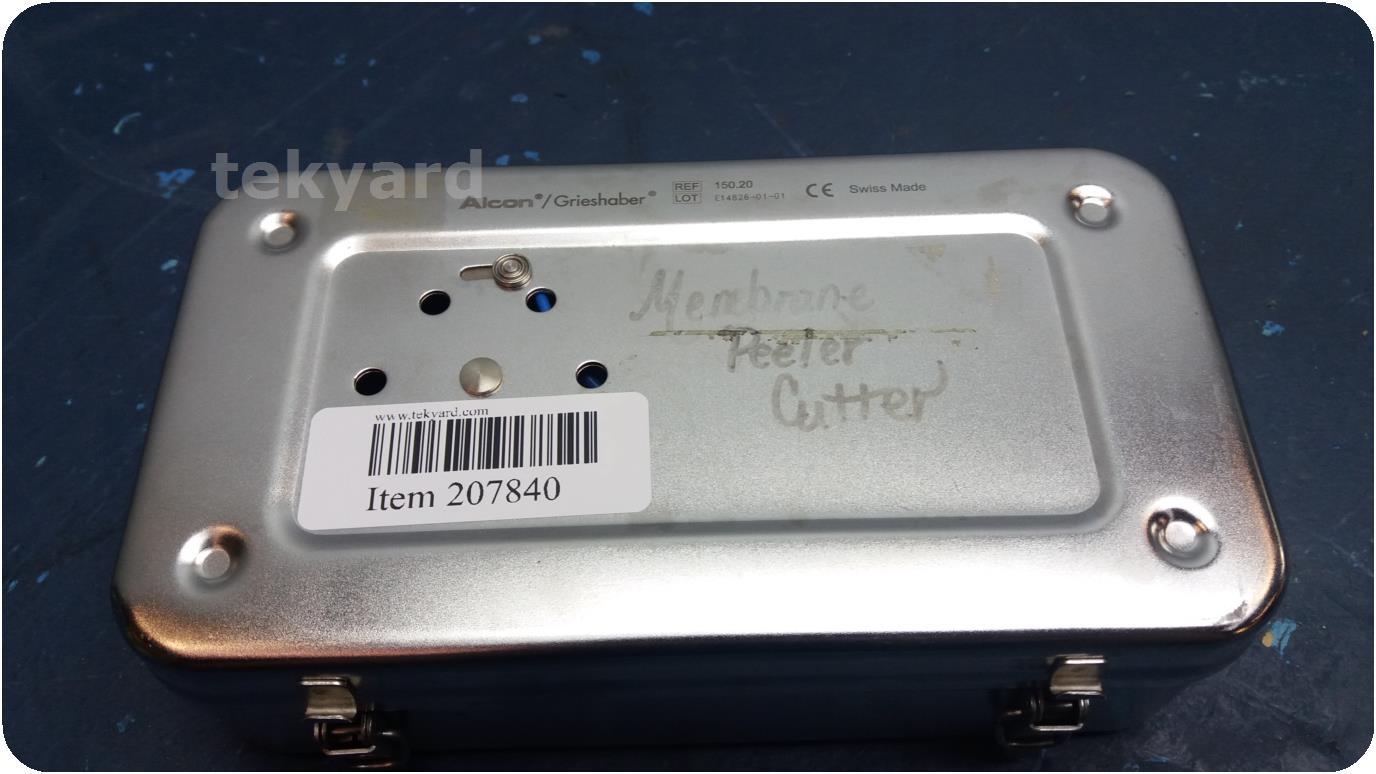 tekyard
Alcon®/Grieshaber®
REF 150.20
LOT E14826-01-01
CE Swiss Made
Membrane
Peeler
Cutter
www.tekyard.com
Item 207840